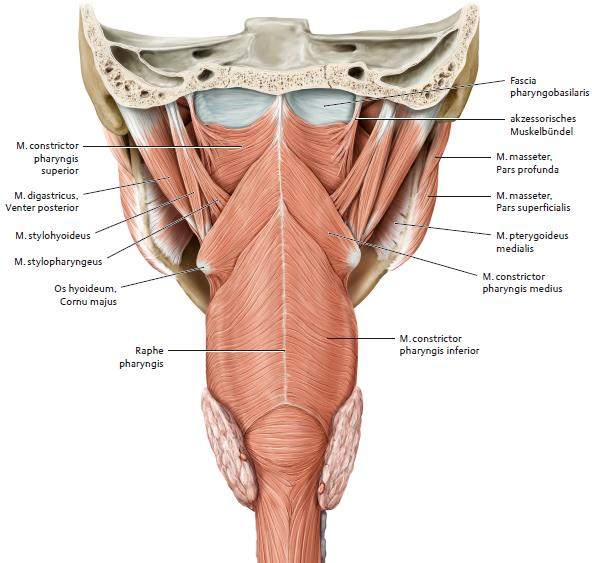 Fascia
pharyngobasilaris
akzessorisches
Muskelbündel
M. constrictor
pharyngis
superior
M. masseter,
Pars profunda
M. digastricus,
Venter posterior
M. masseter,
Pars superficialis
M. stylohyoideus
M. pterygoideus
medialis
M. stylopharyngeus
M. constrictor
pharyngis medius
Os hyoideum,
Cornu majus
M. constrictor
pharyngis inferior
Raphe
pharyngis